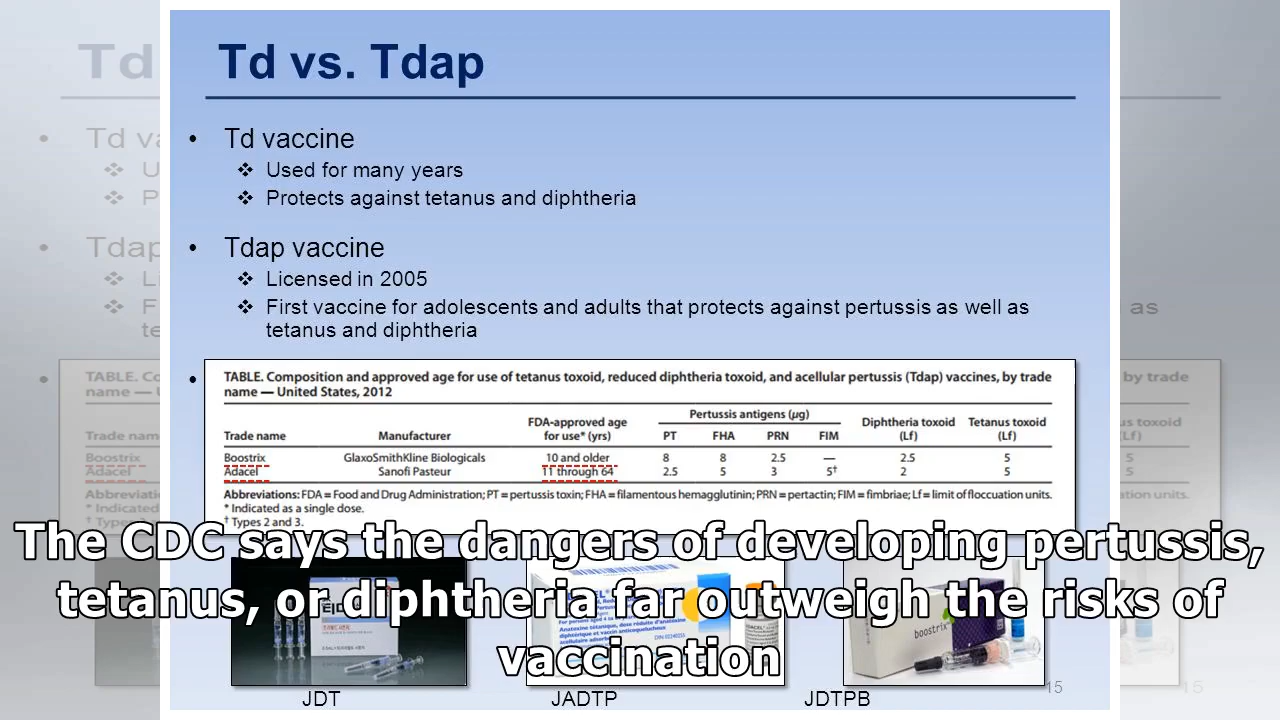 Td vs. Tdap
• Td vaccine
❖ Used for many years
❖ Protects against tetanus and diphtheria
• Tdap vaccine
❖ Licensed in 2005
❖ First vaccine for adolescents and adults that protects against pertussis as well as
tetanus and diphtheria
•
TABLE. Composition and approved age for use of tetanus toxoid, reduced diphtheria toxoid, and acellular pertussis (Tdap) vaccines, by trade
name — United States, 2012
Pertussis antigens (µg)
FDA-approved age Diphtheria toxoid Tetanus toxoid
Trade name Manufacturer for use* (yrs) PT FHA PRN FIM (Lf) (Lf)
Boostrix GlaxoSmithKline Biologicals 10 and older 8 8 2.5 — 2.5 5
Adacel Sanofi Pasteur 11 through 64 2.5 5 3 5† 2 5
Abbreviations: FDA = Food and Drug Administration; PT = pertussis toxin; FHA = filamentous hemagglutinin; PRN = pertactin; FIM = fimbriae; Lf = limit of floccuation units.
* Indicated as a single dose.
† Types 2 and 3.
The CDC says the dangers of developing pertussis,
tetanus, or diphtheria far outweigh the risks of
vaccination
boostrix
JDT JADTP JDTPB
15